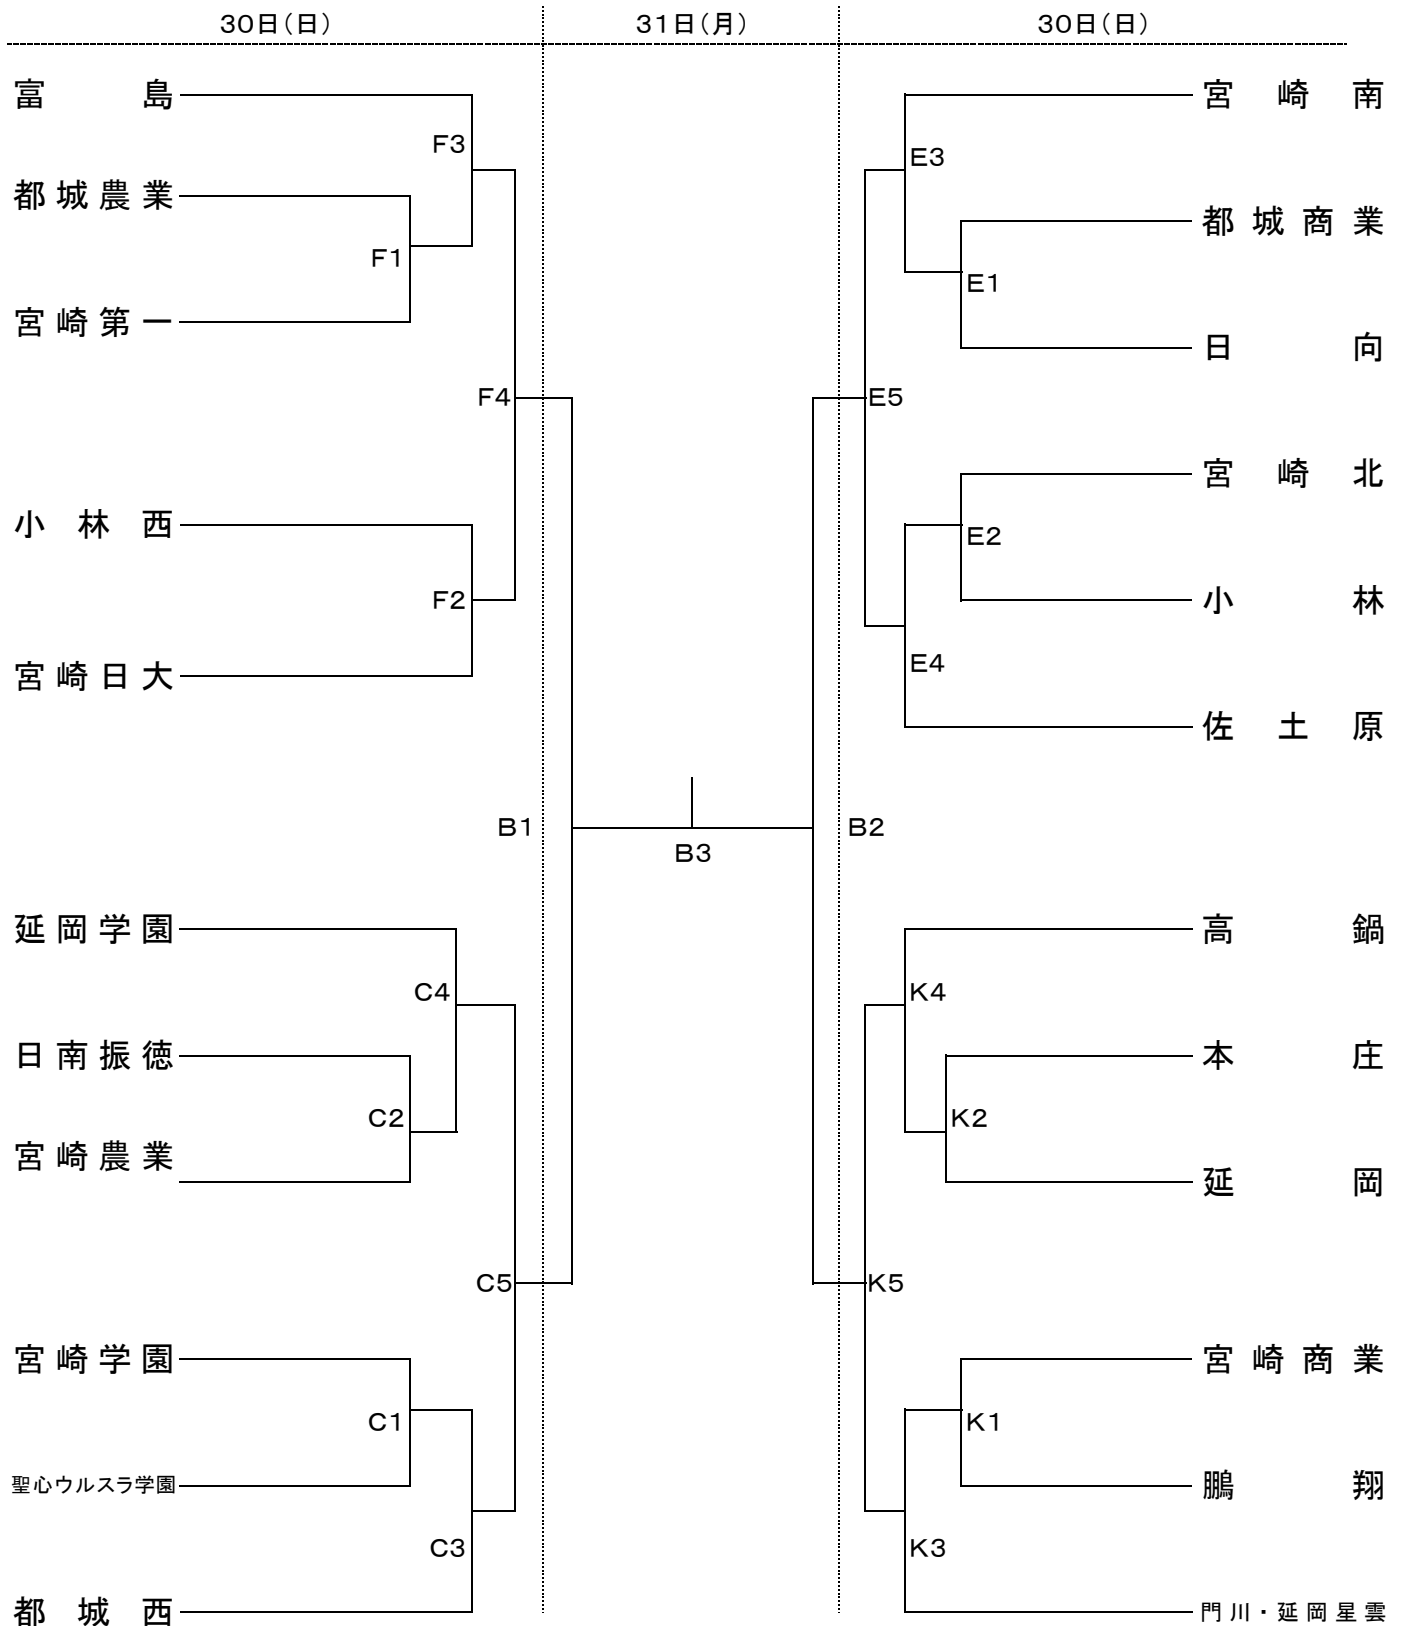 30日(日)
31日(月)
30日(日)
富島
F3
都城農業
F1
宮崎第一
F4
小林西
F2
宮崎日大
B1
延岡学園
C4
日南振徳
C2
宮崎農業
C5
宮崎学園
C1
聖心ウルスラ学園
C3
都城西
B3
宮崎南
E3
都城商業
E1
日向
E5
宮崎北
E2
小林
E4
佐土原
B2
高鍋
K4
本庄
K2
延岡
K5
宮崎商業
K1
鵬翔
K3
門川・延岡星雲